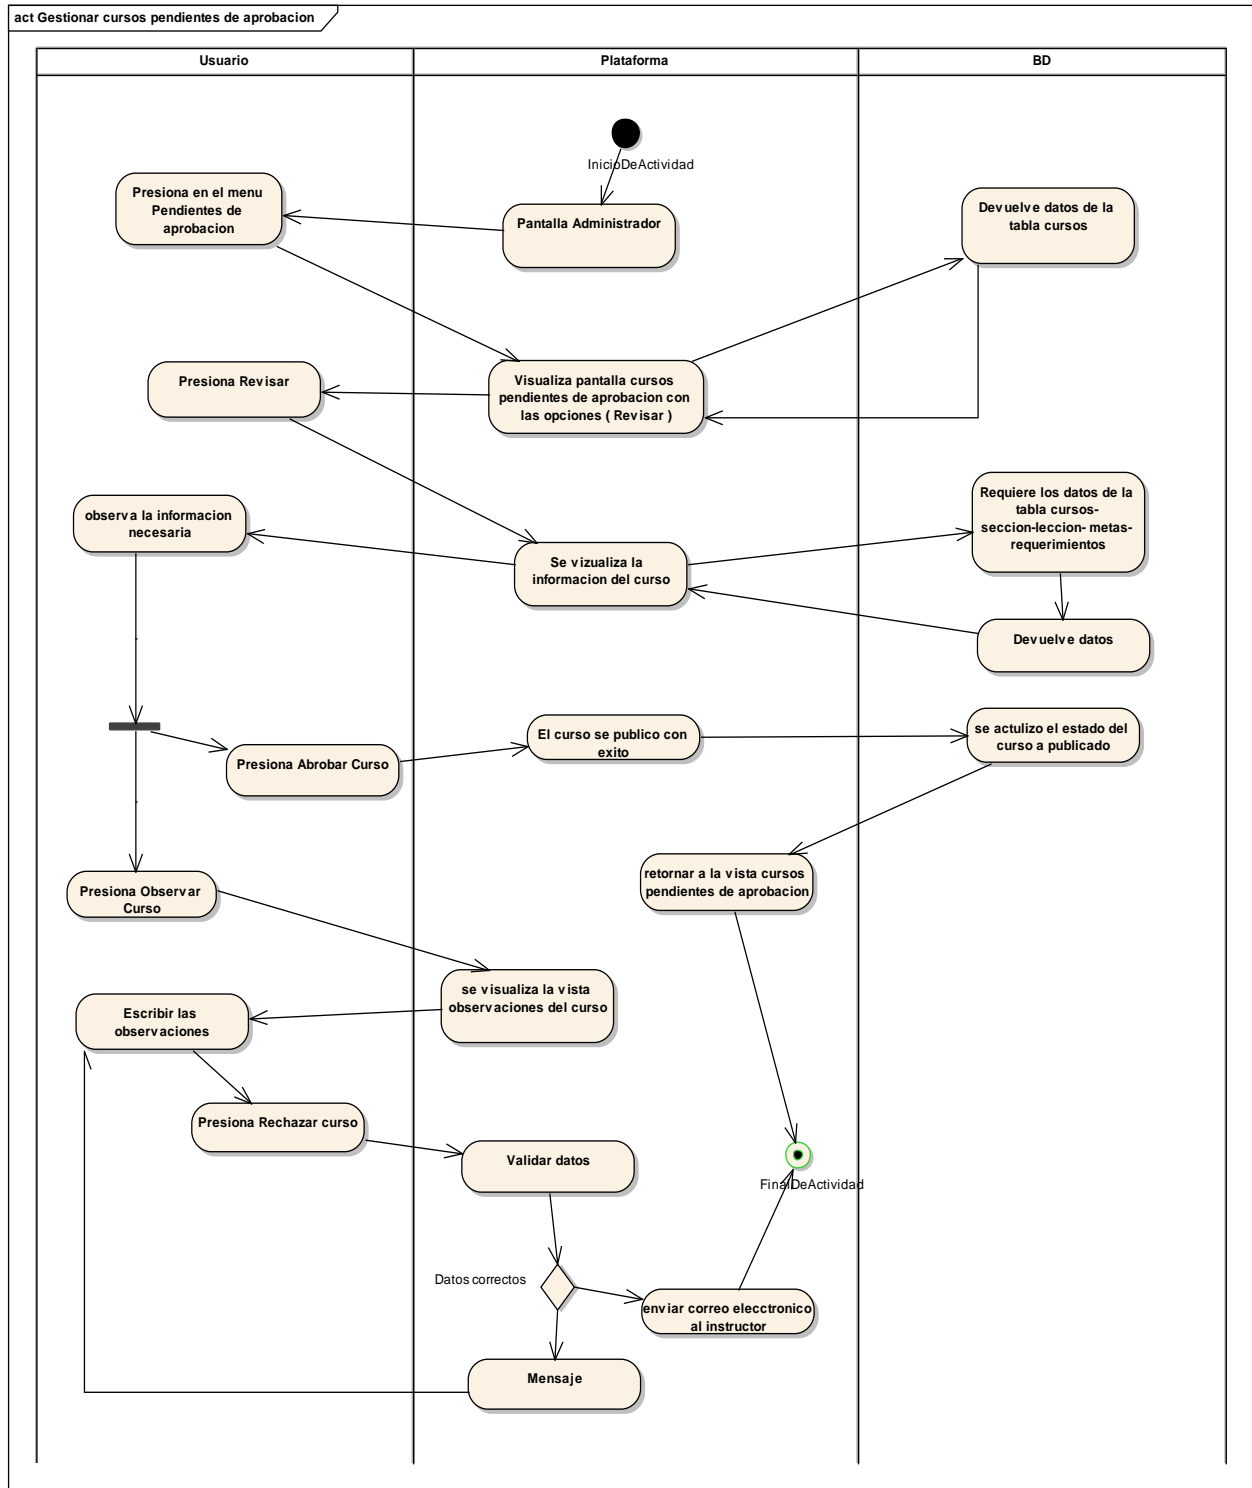 act Gestionar cursos pendientes de aprobacion
Usuario
Plataforma
BD
InicioDeActividad
Presiona en el menu
Pendientes de
aprobacion
Pantalla Administrador
Devuelve datos de la
tabla cursos
Visualiza pantalla cursos
pendientes de aprobacion con
las opciones ( Revisar )
Presiona Revisar
observa la informacion
necesaria
Se vizualiza la
informacion del curso
Requiere los datos de la
tabla cursos-
seccion-leccion- metas-
requerimientos
Devuelve datos
Presiona Abrobar Curso
El curso se publico con
exito
se actulizo el estado del
curso a publicado
retornar a la vista cursos
pendientes de aprobacion
Presiona Observar
Curso
se visualiza la vista
observaciones del curso
Escribir las
observaciones
Presiona Rechazar curso
Validar datos
FinalDeActividad
Datos correctos
enviar correo elecctronico
al instructor
Mensaje